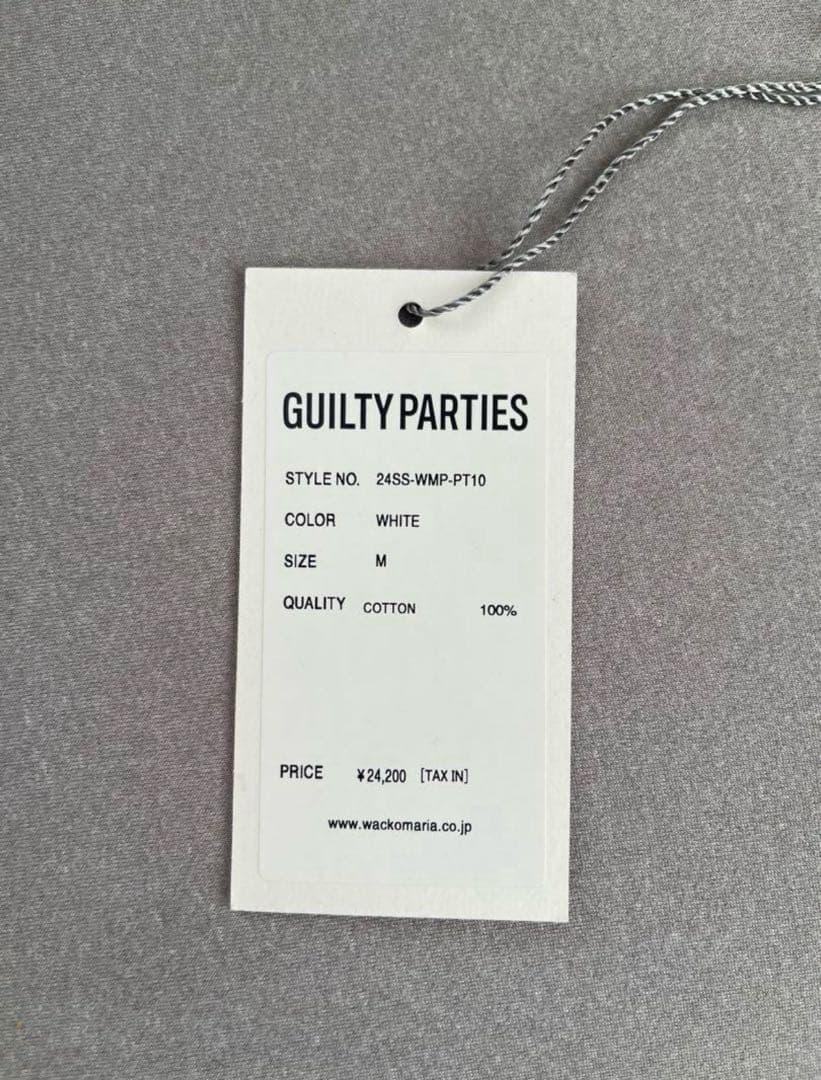 GUILTY PARTIES
STYLE NO. 24SS-WMP-PT10
COLOR WHITE
SIZE M
QUALITY COTTON 100%
PRICE ¥24,200 [TAX IN]
www.wackomaria.co.jp